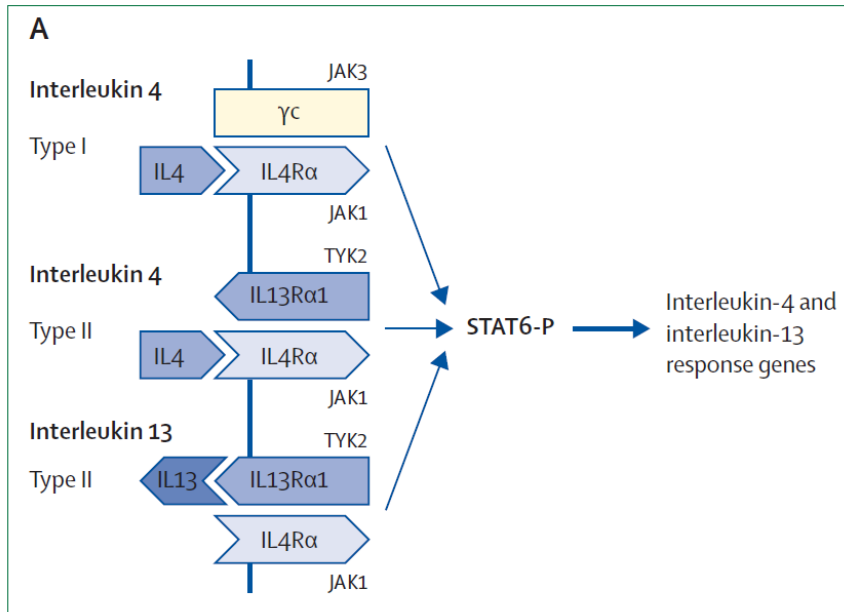 A
JAK3
Interleukin 4
γc
Type I
IL4
IL4Rα
JAK1
TYK2
Interleukin 4
IL13Rα1
Type II
IL4
IL4Rα
JAK1
STAT6-P
Interleukin-4 and
interleukin-13
response genes
Interleukin 13
TYK2
Type II
IL13
IL13Rα1
IL4Rα
JAK1